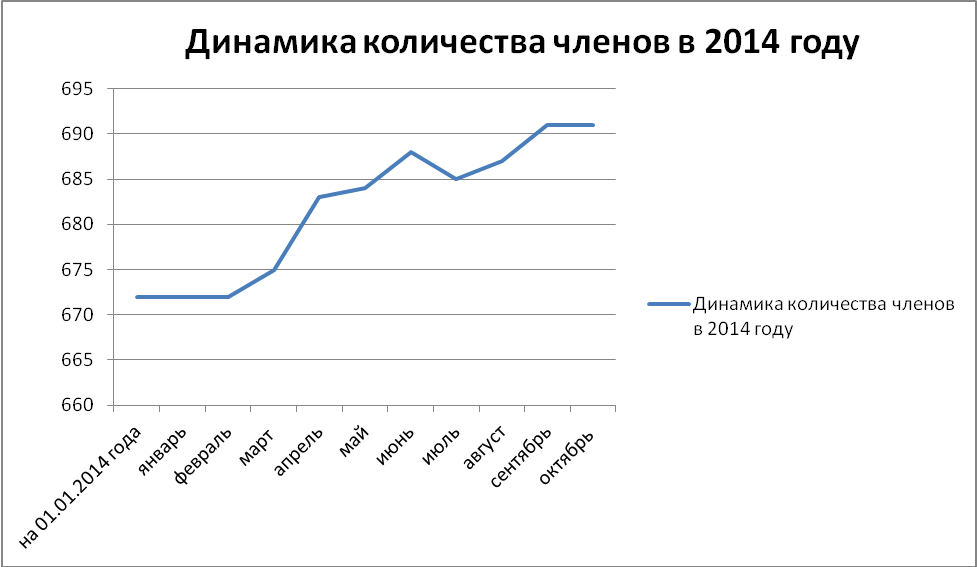 Динамика количества членов в 2014 году
695
690
685
680
675
670
665
660
на 01.01.2014 года
январь
февраль
март
апрель
май
июнь
июль
август
сентябрь
октябрь
Динамика количества членов
в 2014 году